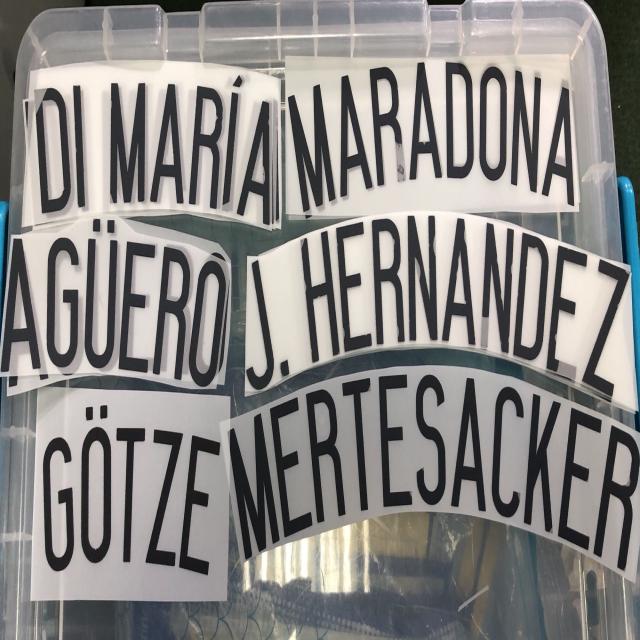 DI MARÍA
MARADONA
AGÜERO
J. HERNANDEZ
GÖTZE
MERTESACKER